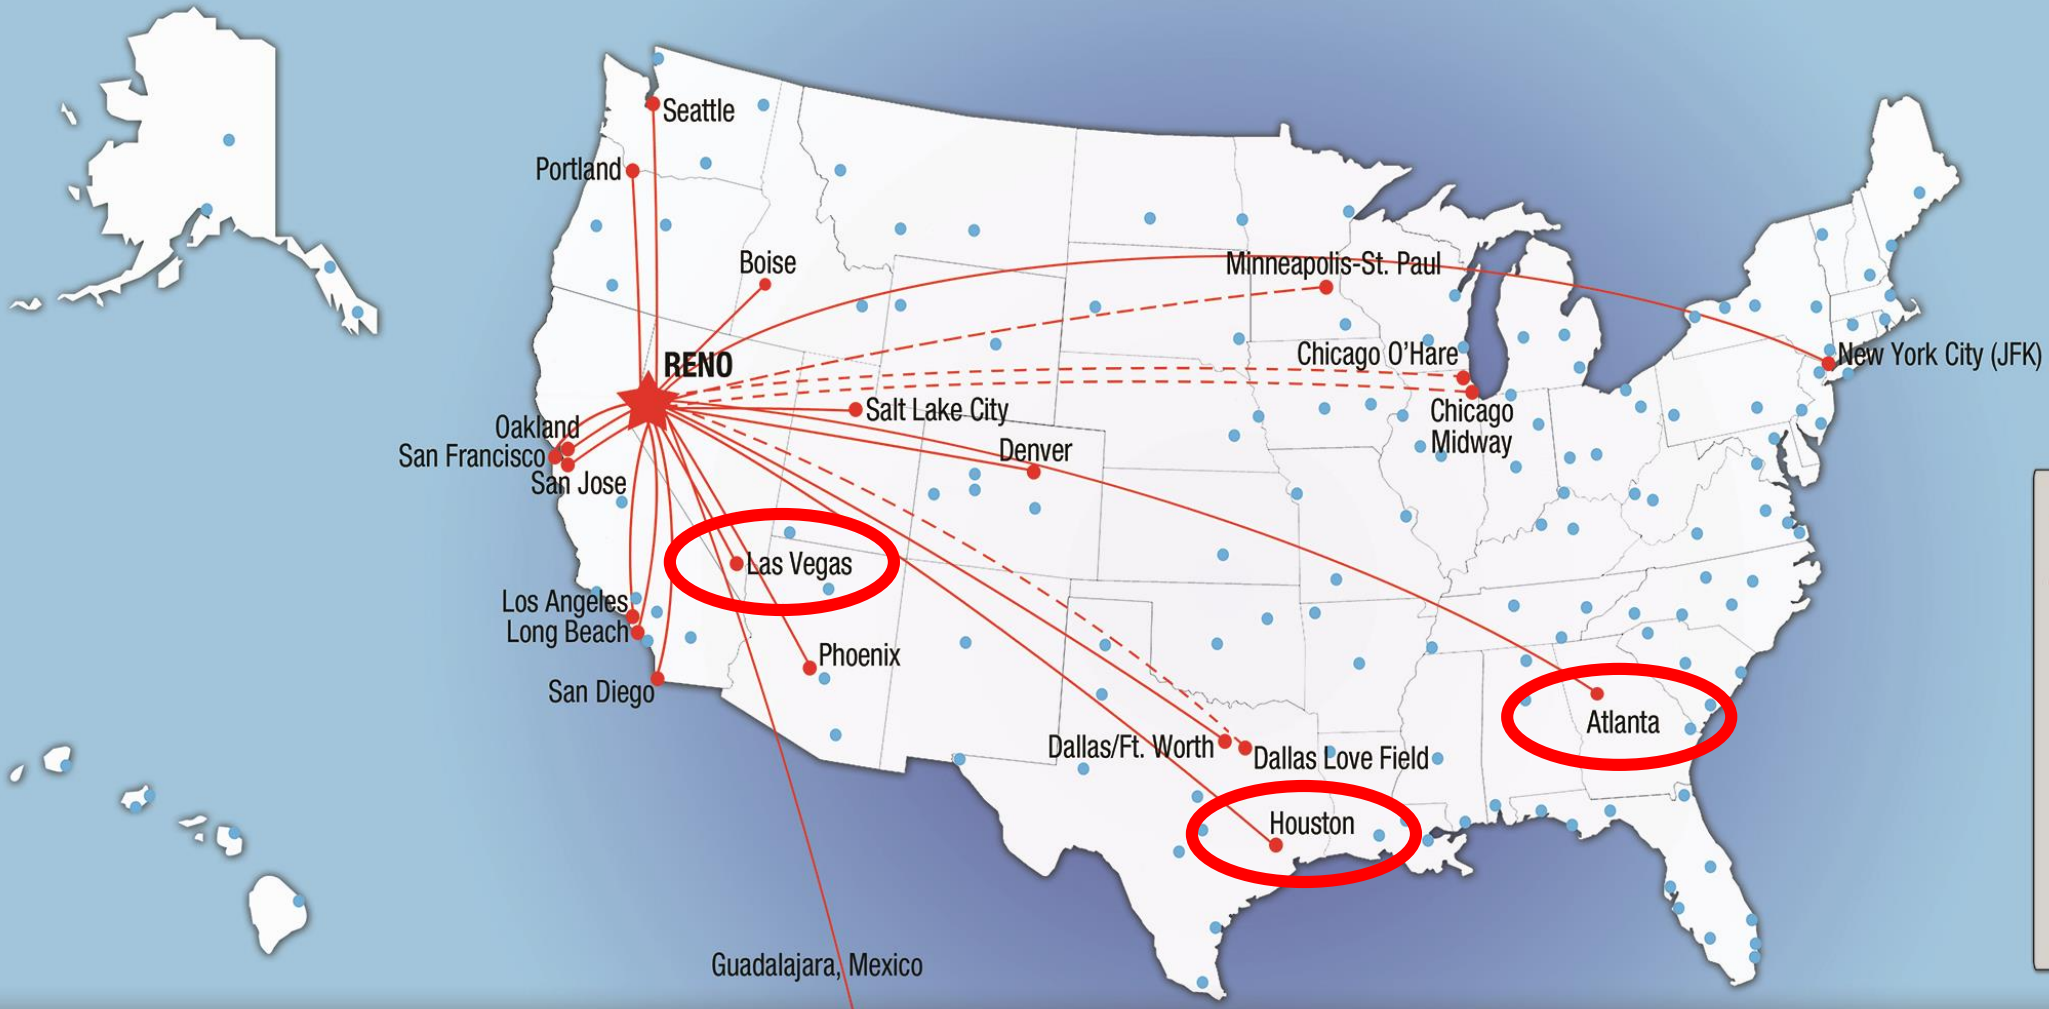 Seattle
Portland
Boise
Minneapolis-St. Paul
RENO
Chicago O'Hare
New York City (JFK)
Salt Lake City
Chicago
Midway
Oakland
San Francisco
Denver
San Jose
Las Vegas
Los Angeles
Long Beach
Phoenix
San Diego
Atlanta
Dallas/Ft. Worth
Dallas Love Field
Houston
Guadalajara, Mexico